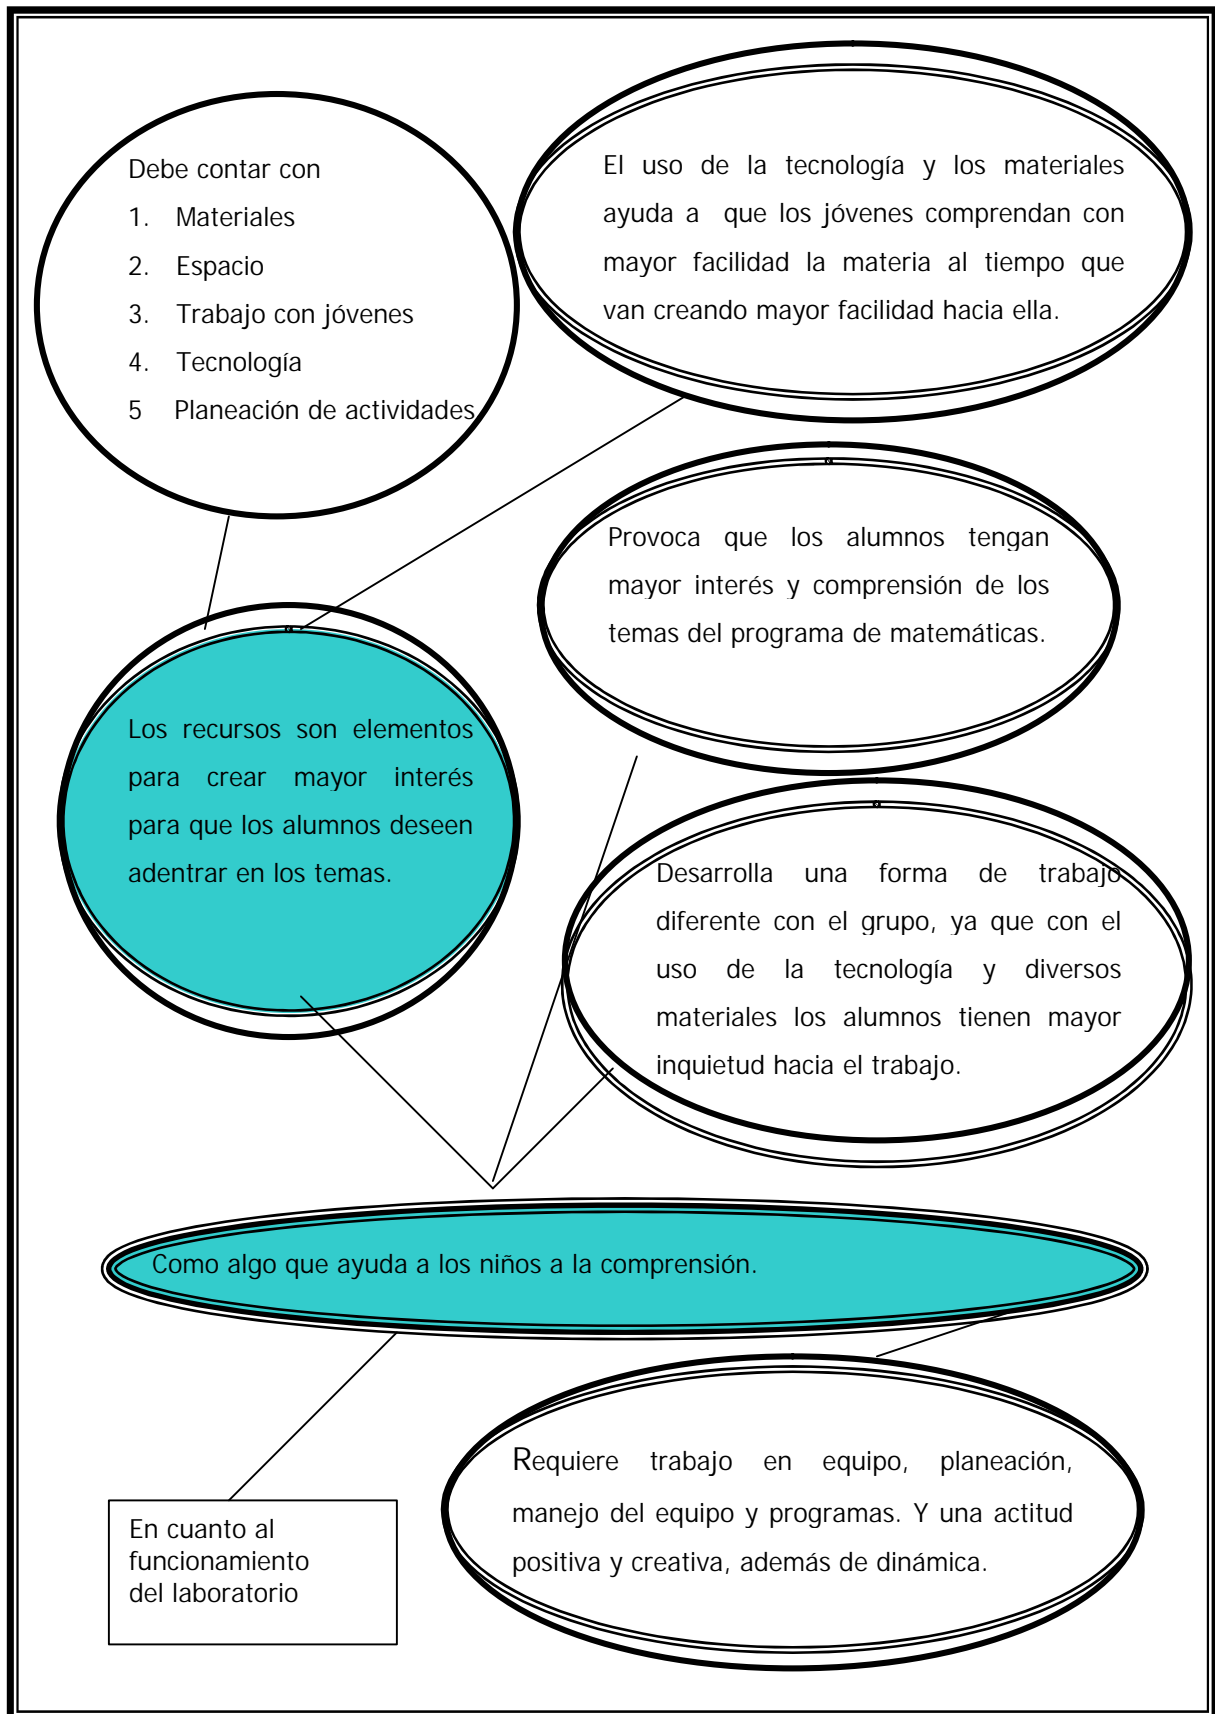 Debe contar con
1. Materiales
2. Espacio
3. Trabajo con jóvenes
4. Tecnología
5 Planeación de actividades
El uso de la tecnología y los materiales
ayuda a que los jóvenes comprendan con
mayor facilidad la materia al tiempo que
van creando mayor facilidad hacia ella.
Provoca que los alumnos tengan
mayor interés y comprensión de los
temas del programa de matemáticas.
Los recursos son elementos
para crear mayor interés
para que los alumnos deseen
adentrar en los temas.
Desarrolla una forma de trabajo
diferente con el grupo, ya que con el
uso de la tecnología y diversos
materiales los alumnos tienen mayor
inquietud hacia el trabajo.
Como algo que ayuda a los niños a la comprensión.
Requiere trabajo en equipo, planeación,
manejo del equipo y programas. Y una actitud
positiva y creativa, además de dinámica.
En cuanto al
funcionamiento
del laboratorio